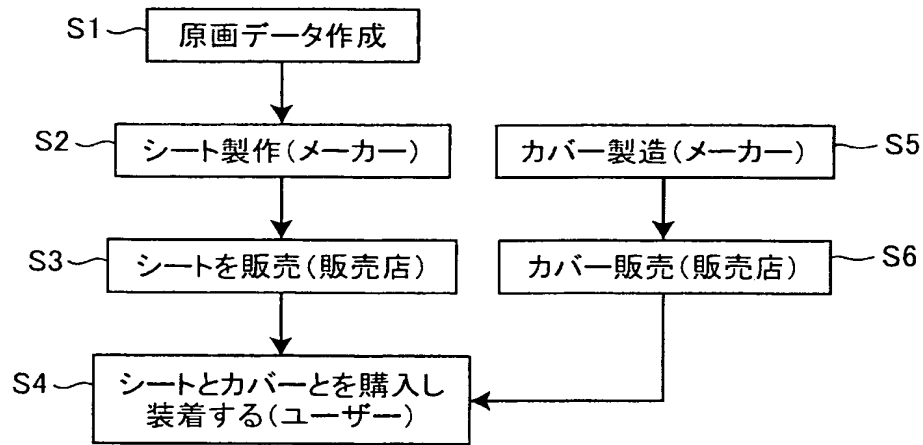 S1
原画データ作成
S2
シート製作(メーカー)
S5
カバー製造(メーカー)
S3
シートを販売(販売店)
S6
カバー販売(販売店)
S4
シートとカバーとを購入し
装着する(ユーザー)